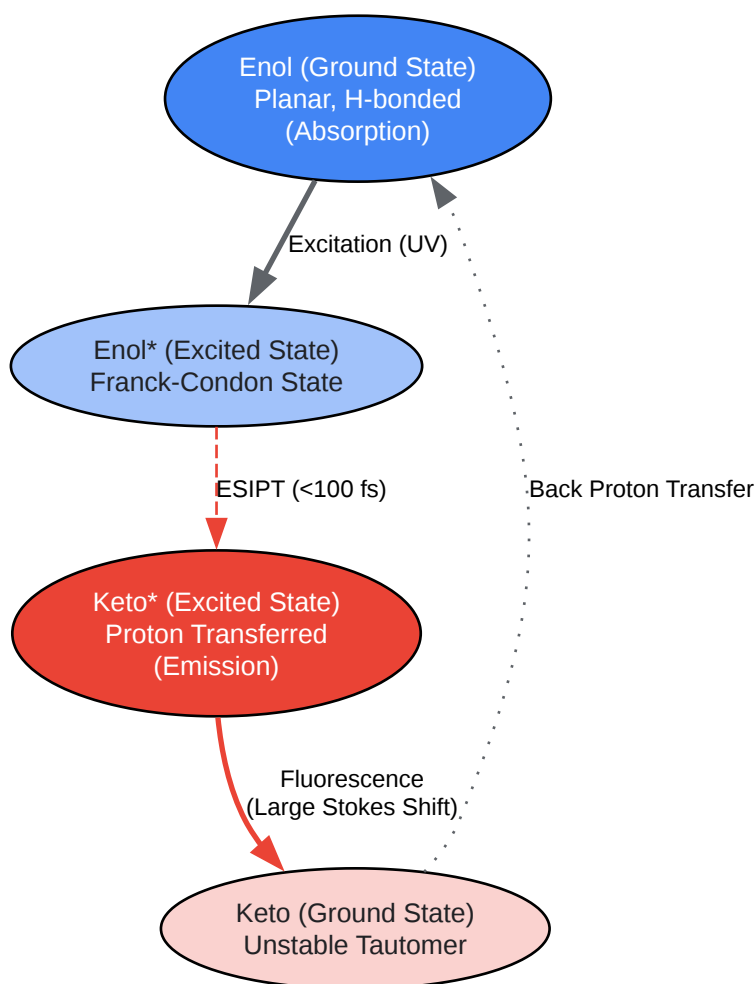 Enol (Ground State)
Planar, H-bonded
(Absorption)
Excitation (UV)
Enol* (Excited State)
Franck-Condon State
ESIPT (<100 fs)
Back Proton Transfer
Keto* (Excited State)
Proton Transferred
(Emission)
Fluorescence
(Large Stokes Shift)
Keto (Ground State)
Unstable Tautomer